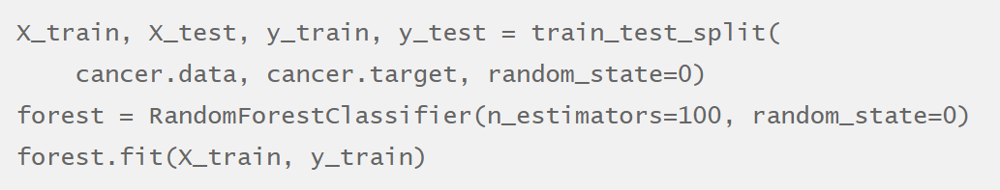 X_train, X_test, y_train, y_test = train_test_split(
    cancer.data, cancer.target, random_state=0)
forest = RandomForestClassifier(n_estimators=100, random_state=0)
forest.fit(X_train, y_train)